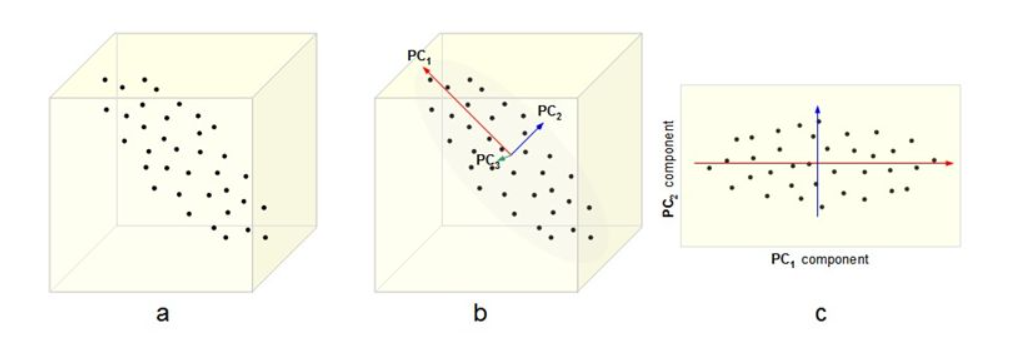 PC1
PC2
PC3
PC2 component
PC1 component
a
b
c